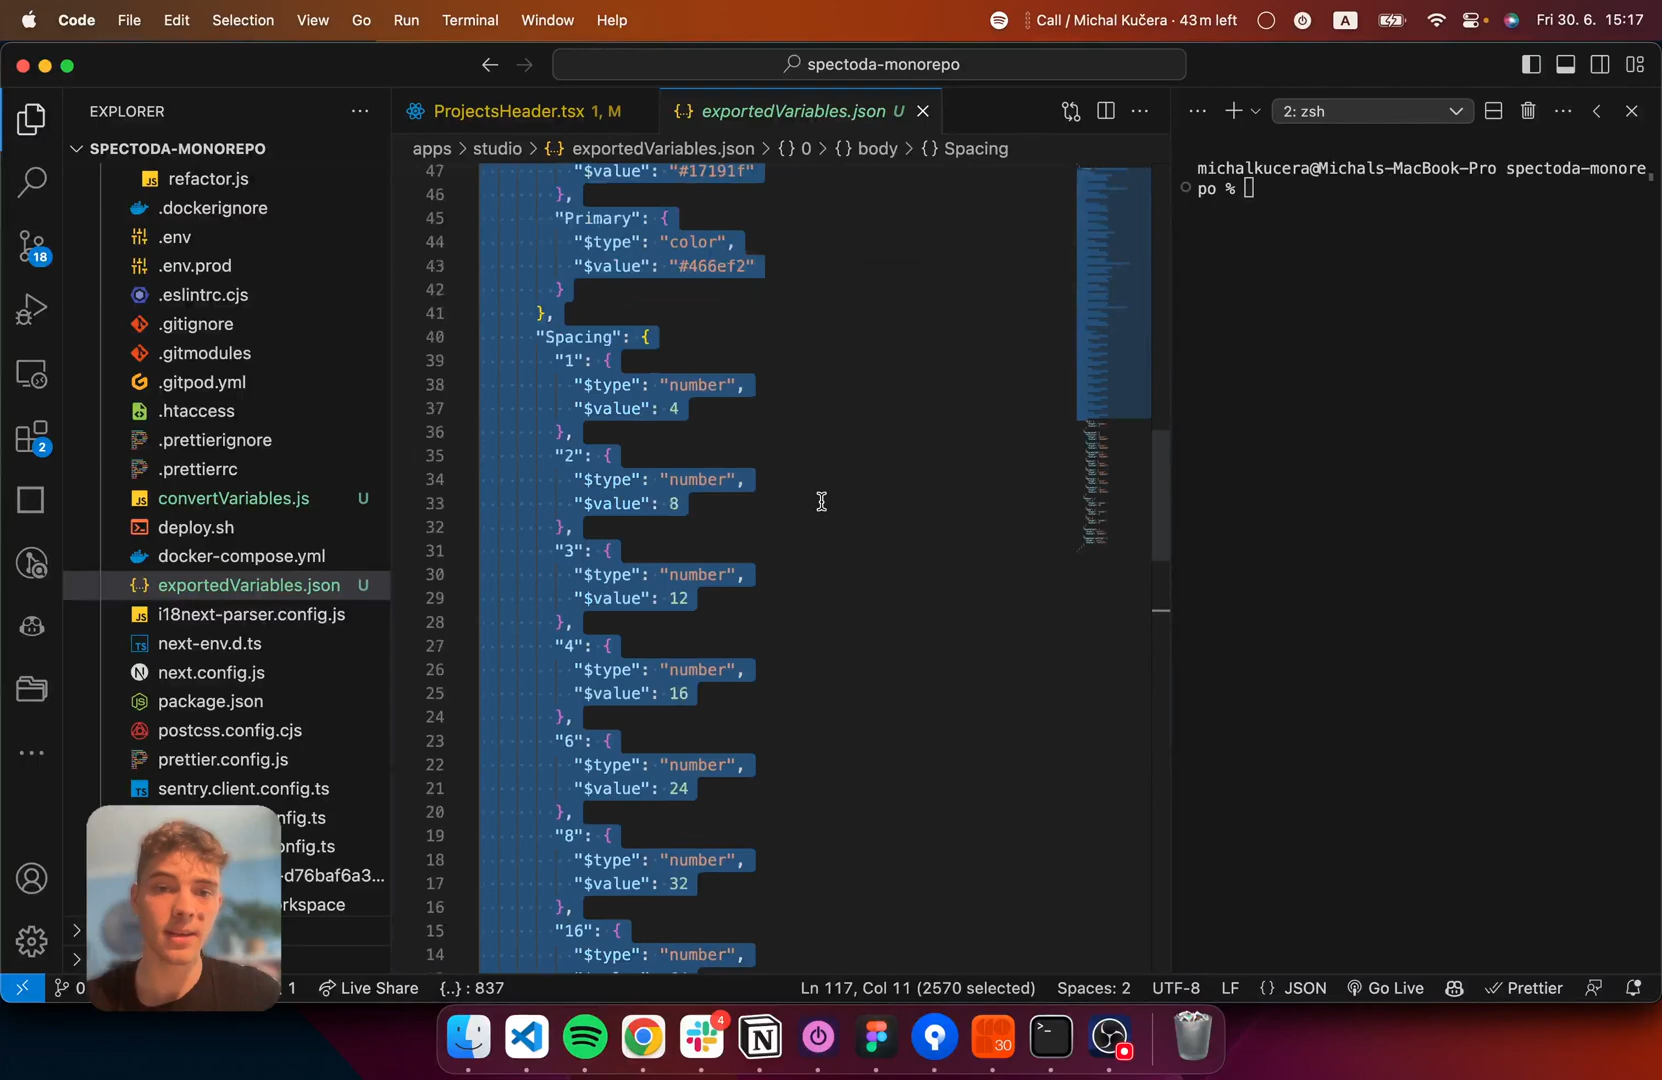 Code File Edit Selection View Go Run Terminal Window Help Call / Michal Kučera · 43 m left A Fri 30. 6. 15:17
spectoda-monorepo
EXPLORER
ProjectsHeader.tsx 1, M
{..} exportedVariables.json U
2: zsh
SPECTODA-MONOREPO
apps > studio > {..} exportedVariables.json > {} 0 > {} body > {} Spacing
refactor.js
.dockerignore
.env
.env.prod
.eslintrc.cjs
.gitignore
.gitmodules
.gitpod.yml
.htaccess
.prettierignore
.prettierrc
convertVariables.js U
deploy.sh
docker-compose.yml
exportedVariables.json U
i18next-parser.config.js
next-env.d.ts
next.config.js
package.json
postcss.config.cjs
prettier.config.js
sentry.client.config.ts
nfig.ts
onfig.ts
-d76baf6a3...
rkspace
18
2
47 "$value": "#17191f"
46 },
45 "Primary": {
44 "$type": "color",
43 "$value": "#466ef2"
42 }
41 },
40 "Spacing": {
39 "1": {
38 "$type": "number",
37 "$value": 4
36 },
35 "2": {
34 "$type": "number",
33 "$value": 8
32 },
31 "3": {
30 "$type": "number",
29 "$value": 12
28 },
27 "4": {
26 "$type": "number",
25 "$value": 16
24 },
23 "6": {
22 "$type": "number",
21 "$value": 24
20 },
19 "8": {
18 "$type": "number",
17 "$value": 32
16 },
15 "16": {
14 "$type": "number",
michalkucera@Michals-MacBook-Pro spectoda-monore
po %
0 1 Live Share {..} : 837 Ln 117, Col 11 (2570 selected) Spaces: 2 UTF-8 LF {} JSON Go Live Prettier
4
30